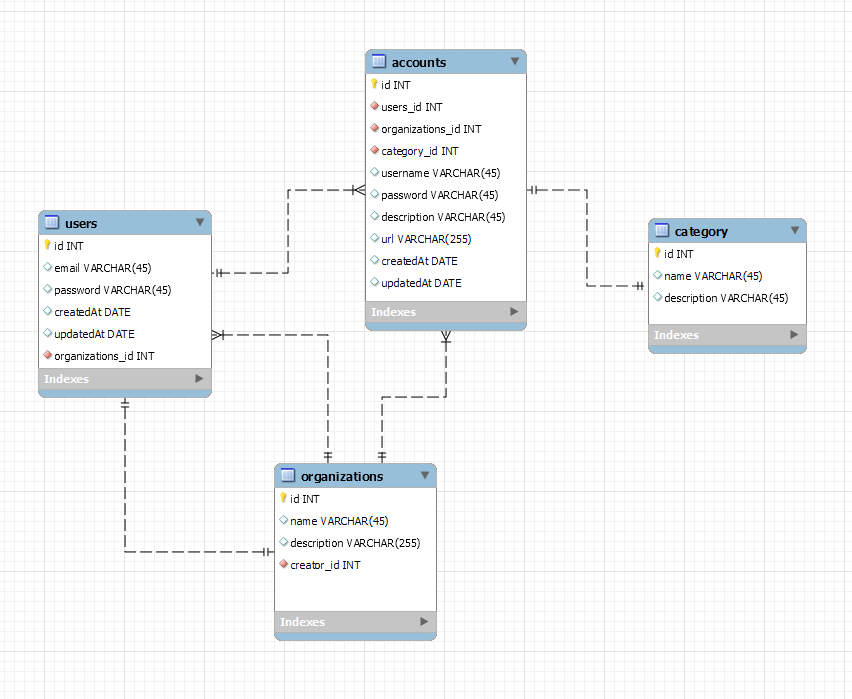 accounts
id INT
users_id INT
organizations_id INT
category_id INT
username VARCHAR(45)
password VARCHAR(45)
description VARCHAR(45)
url VARCHAR(255)
createdAt DATE
updatedAt DATE
Indexes
users
id INT
email VARCHAR(45)
password VARCHAR(45)
createdAt DATE
updatedAt DATE
organizations_id INT
Indexes
category
id INT
name VARCHAR(45)
description VARCHAR(45)
Indexes
organizations
id INT
name VARCHAR(45)
description VARCHAR(255)
creator_id INT
Indexes